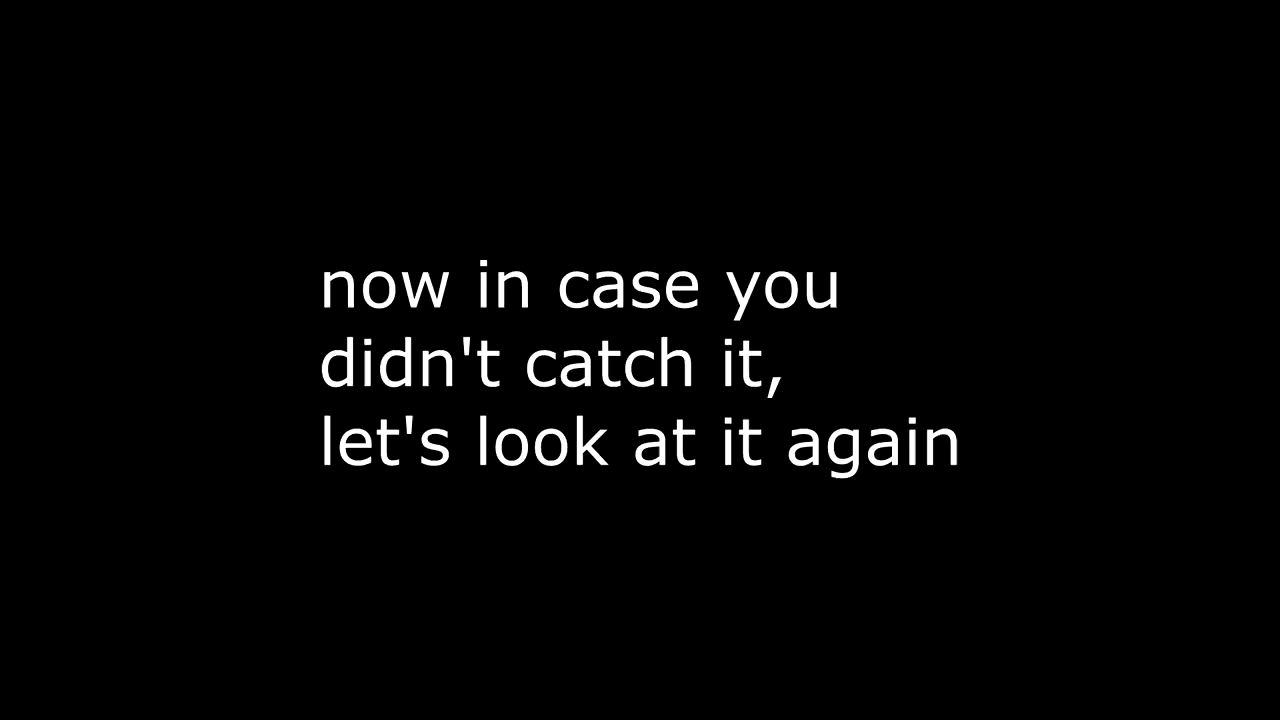 now in case you
didn't catch it,
let's look at it again